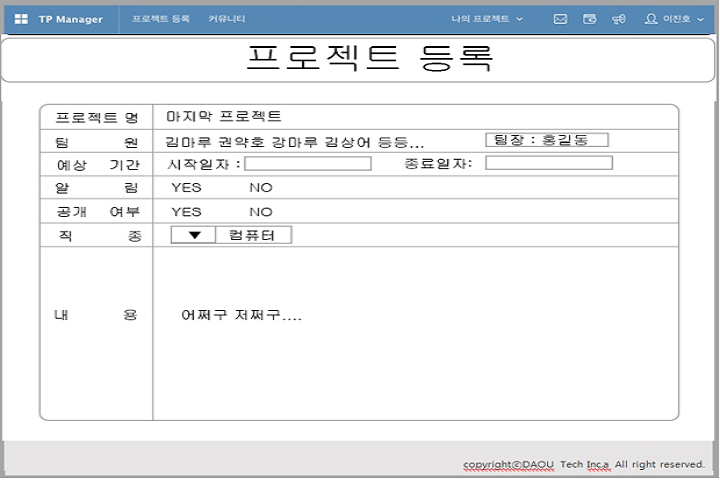 TP Manager 프로젝트 등록 커뮤니티 나의 프로젝트 이진호
프로젝트 등록
프로젝트 명 마지막 프로젝트
팀 원 김마루 권약호 강마루 김상어 등등... 팀장 : 홍길동
예상 기간 시작일자 : 종료일자:
알 림 YES NO
공개 여부 YES NO
직 종 ▼ 컴퓨터
내 용 어쩌구 저쩌구....
copyright@DAOU Tech Inc,a All right reserved.